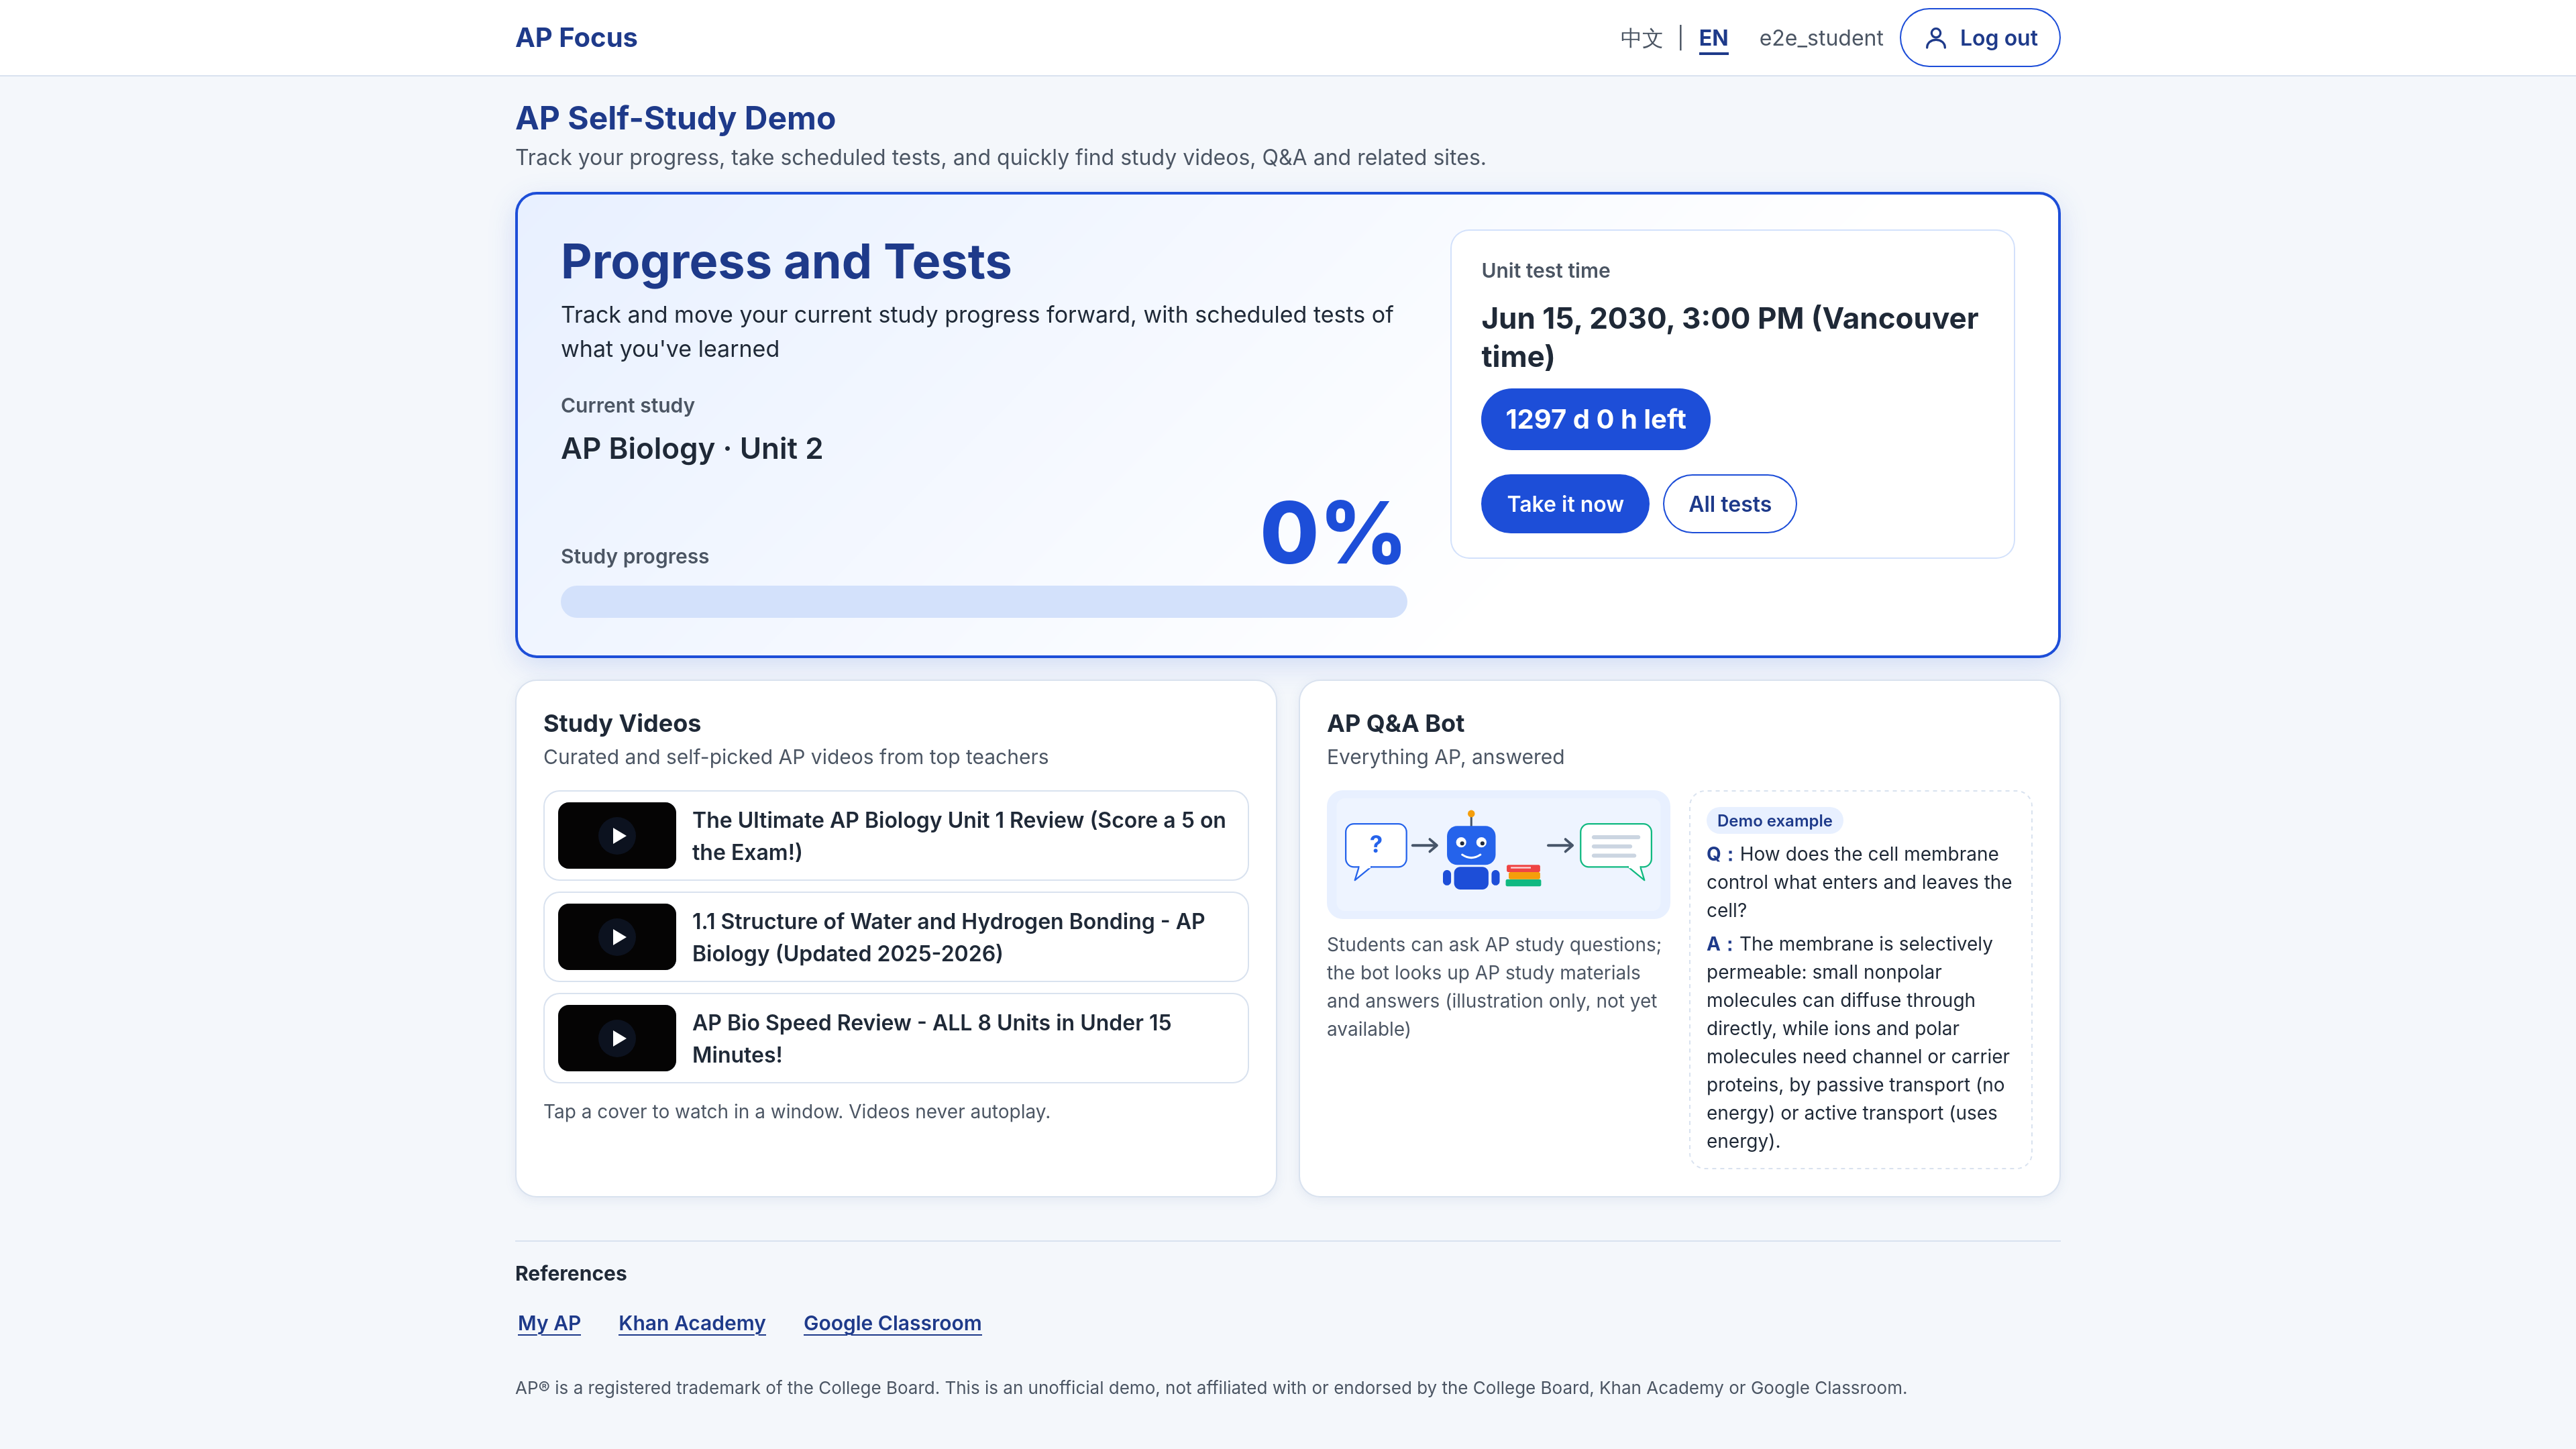 AP Focus
中文 | EN e2e_student Log out
AP Self-Study Demo
Track your progress, take scheduled tests, and quickly find study videos, Q&A and related sites.
Progress and Tests
Track and move your current study progress forward, with scheduled tests of
what you've learned
Current study
AP Biology · Unit 2
Study progress
0%
Unit test time
Jun 15, 2030, 3:00 PM (Vancouver
time)
1297 d 0 h left
Take it now All tests
Study Videos
Curated and self-picked AP videos from top teachers
The Ultimate AP Biology Unit 1 Review (Score a 5 on
the Exam!)
1.1 Structure of Water and Hydrogen Bonding - AP
Biology (Updated 2025-2026)
AP Bio Speed Review - ALL 8 Units in Under 15
Minutes!
Tap a cover to watch in a window. Videos never autoplay.
AP Q&A Bot
Everything AP, answered
?
Students can ask AP study questions;
the bot looks up AP study materials
and answers (illustration only, not yet
available)
Demo example
Q : How does the cell membrane
control what enters and leaves the
cell?
A : The membrane is selectively
permeable: small nonpolar
molecules can diffuse through
directly, while ions and polar
molecules need channel or carrier
proteins, by passive transport (no
energy) or active transport (uses
energy).
References
My AP Khan Academy Google Classroom
AP® is a registered trademark of the College Board. This is an unofficial demo, not affiliated with or endorsed by the College Board, Khan Academy or Google Classroom.